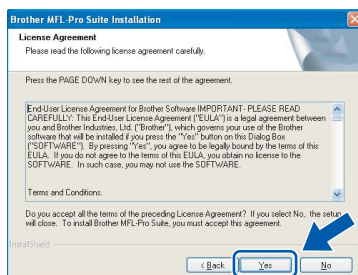 Brother MFL-Pro Suite Installation
License Agreement
Please read the following license agreement carefully.
Press the PAGE DOWN key to see the rest of the agreement.
End-User License Agreement for Brother Software IMPORTANT - PLEASE READ
CAREFULLY: This End-User License Agreement ("EULA") is a legal agreement between
you and Brother Industries, Ltd. ("Brother"), which governs your use of the Brother
software that will be installed if you press the "Yes" button on this Dialog Box
("SOFTWARE"). By pressing "Yes", you agree to be legally bound by the terms of this
EULA. If you do not agree to the terms of this EULA, you obtain no license to the
SOFTWARE. In such case, you may not use the SOFTWARE.
Terms and Conditions.
Do you accept all the terms of the preceding License Agreement? If you select No, the setup
will close. To install Brother MFL-Pro Suite, you must accept this agreement.
InstallShield
< Back
Yes
No